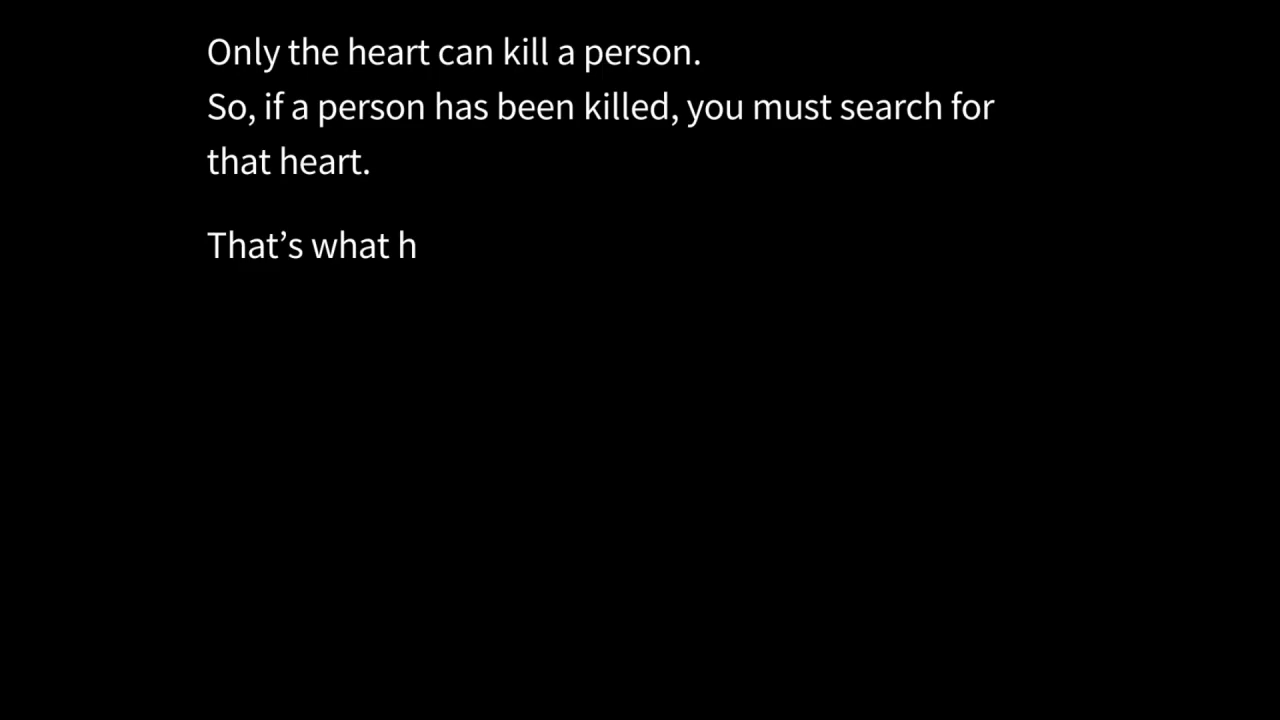 Only the heart can kill a person.
So, if a person has been killed, you must search for
that heart.
That’s what h